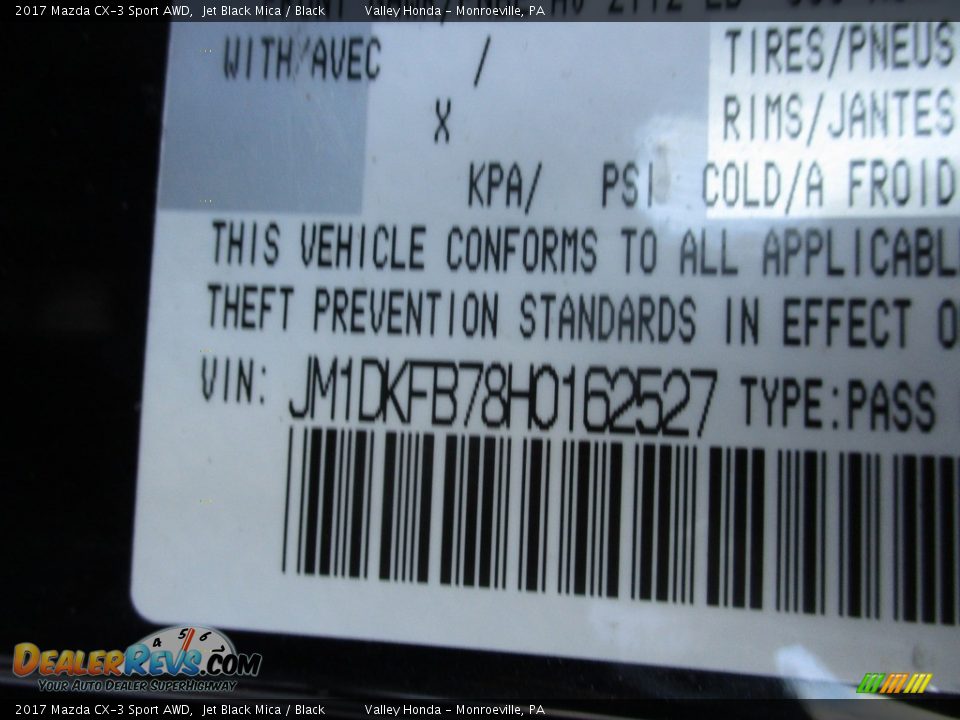 2017 Mazda CX-3 Sport AWD, Jet Black Mica / Black Valley Honda - Monroeville, PA
WITH/AVEC / TIRES/PNEUS
X RIMS/JANTES
KPA/ PSI COLD/A FROID
THIS VEHICLE CONFORMS TO ALL APPLICABL
THEFT PREVENTION STANDARDS IN EFFECT O
VIN: JM1DKFB78H0162527 TYPE:PASS
4 5 6
DEALERREVS.COM
YOUR AUTO DEALER SUPERHIGHWAY
2017 Mazda CX-3 Sport AWD, Jet Black Mica / Black Valley Honda - Monroeville, PA